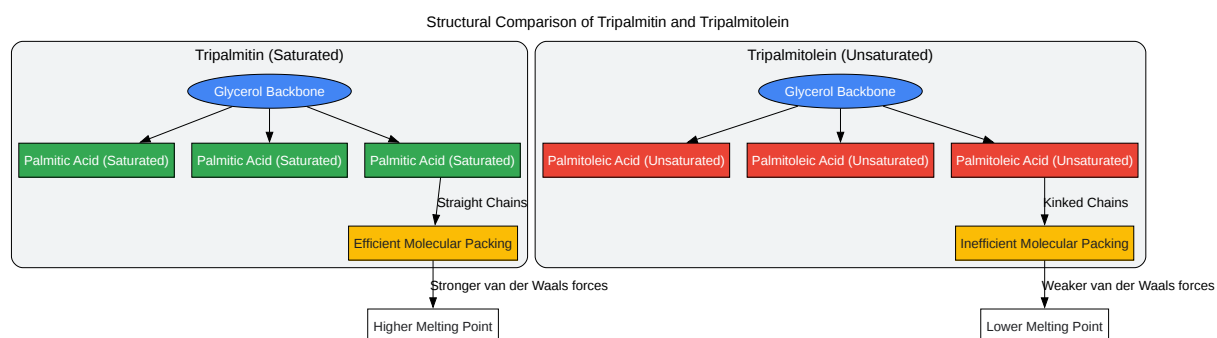 Structural Comparison of Tripalmitin and Tripalmitolein
Tripalmitin (Saturated)
Glycerol Backbone
Palmitic Acid (Saturated)
Palmitic Acid (Saturated)
Palmitic Acid (Saturated)
Straight Chains
Efficient Molecular Packing
Stronger van der Waals forces
Higher Melting Point
Tripalmitolein (Unsaturated)
Glycerol Backbone
Palmitoleic Acid (Unsaturated)
Palmitoleic Acid (Unsaturated)
Palmitoleic Acid (Unsaturated)
Kinked Chains
Inefficient Molecular Packing
Weaker van der Waals forces
Lower Melting Point